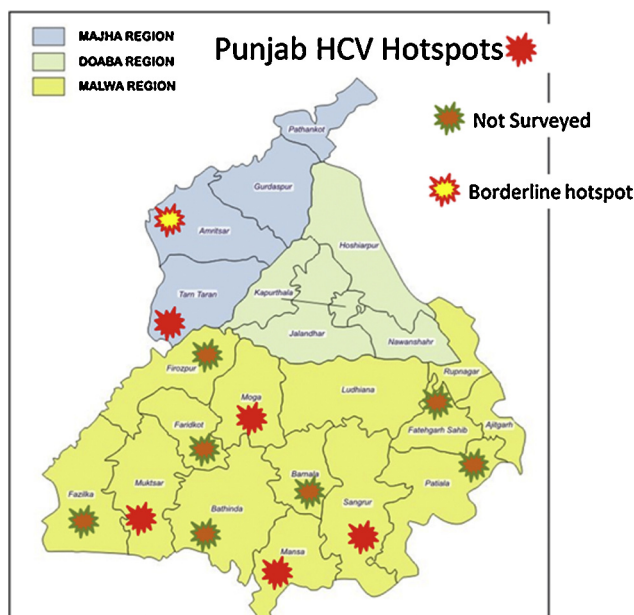 MAJHA REGION
DOABA REGION
MALWA REGION
Punjab HCV Hotspots
Not Surveyed
Borderline hotspot
Pathankot
Gurdaspur
Amritsar
Hoshiarpur
Tarn Taran
Kapurthala
Jalandhar
Nawanshahr
Firozpur
Rupnagar
Moga
Ludhiana
Faridkot
Fatehgarh Sahib
Ajitgarh
Fazilka
Muktsar
Bathinda
Barnala
Sangrur
Patiala
Mansa